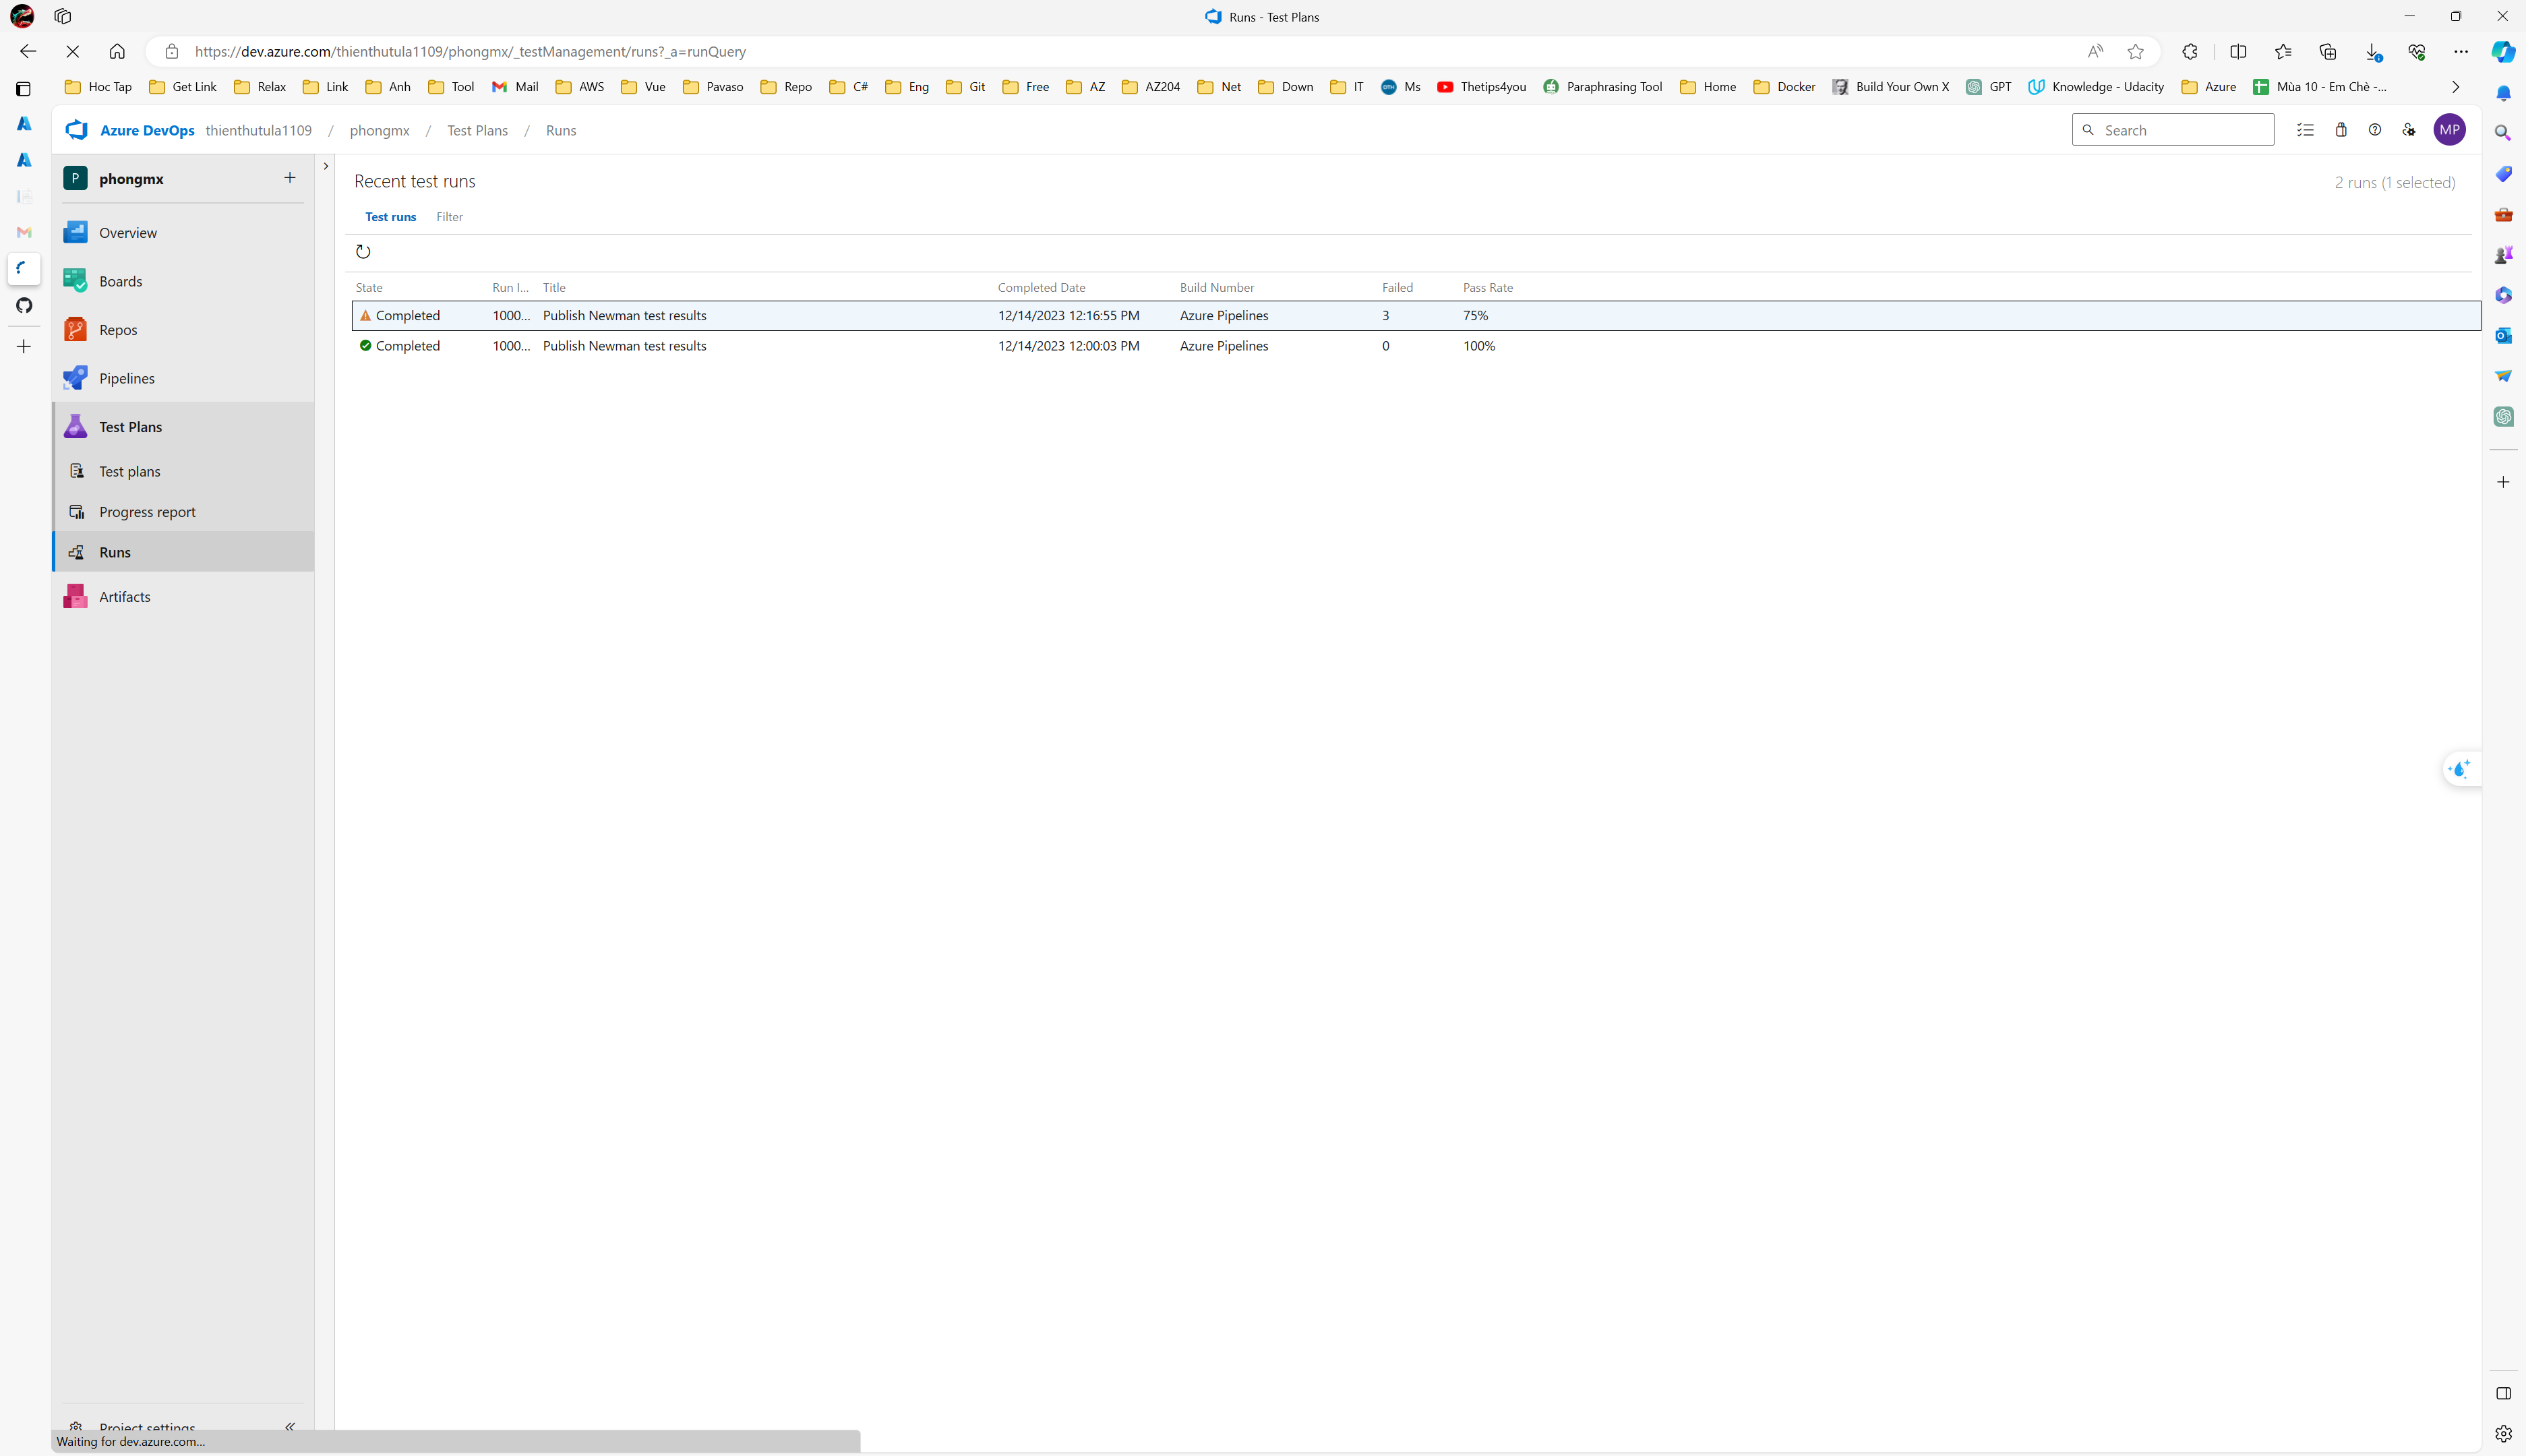 Runs - Test Plans
https://dev.azure.com/thienthutula1109/phongmx/_testManagement/runs?_a=runQuery
Hoc Tap Get Link Relax Link Anh Tool Mail AWS Vue Pavaso Repo C# Eng Git Free AZ AZ204 Net Down IT Ms Thetips4you Paraphrasing Tool Home Docker Build Your Own X GPT Knowledge - Udacity Azure Mùa 10 - Em Chè -...
Azure DevOps thienthutula1109 / phongmx / Test Plans / Runs
Search
MP
P phongmx
Overview
Boards
Repos
Pipelines
Test Plans
Test plans
Progress report
Runs
Artifacts
Project settings
Recent test runs
2 runs (1 selected)
Test runs Filter
State Run I... Title Completed Date Build Number Failed Pass Rate
Completed 1000... Publish Newman test results 12/14/2023 12:16:55 PM Azure Pipelines 3 75%
Completed 1000... Publish Newman test results 12/14/2023 12:00:03 PM Azure Pipelines 0 100%
Waiting for dev.azure.com...